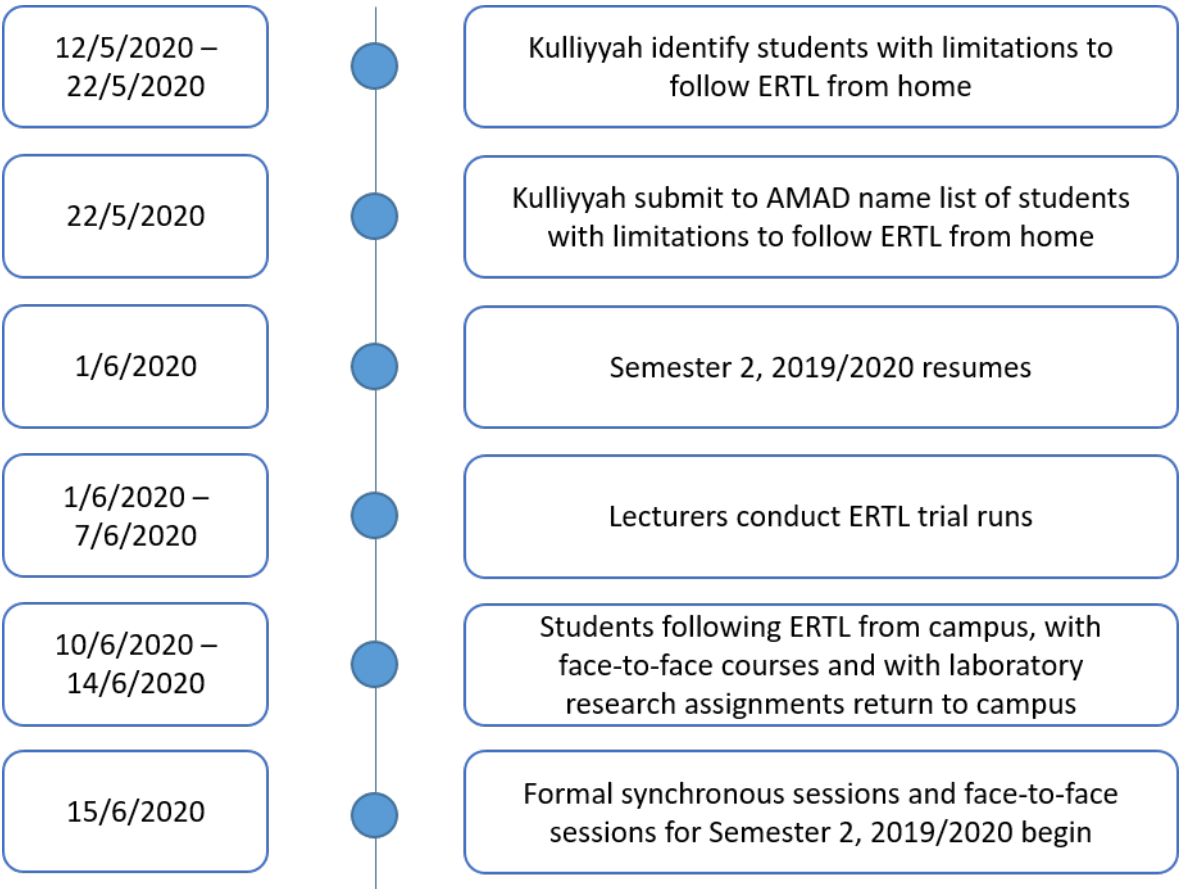 12/5/2020 –
22/5/2020
Kulliyyah identify students with limitations to
follow ERTL from home
22/5/2020
Kulliyyah submit to AMAD name list of students
with limitations to follow ERTL from home
1/6/2020
Semester 2, 2019/2020 resumes
1/6/2020 –
7/6/2020
Lecturers conduct ERTL trial runs
10/6/2020 –
14/6/2020
Students following ERTL from campus, with
face-to-face courses and with laboratory
research assignments return to campus
15/6/2020
Formal synchronous sessions and face-to-face
sessions for Semester 2, 2019/2020 begin